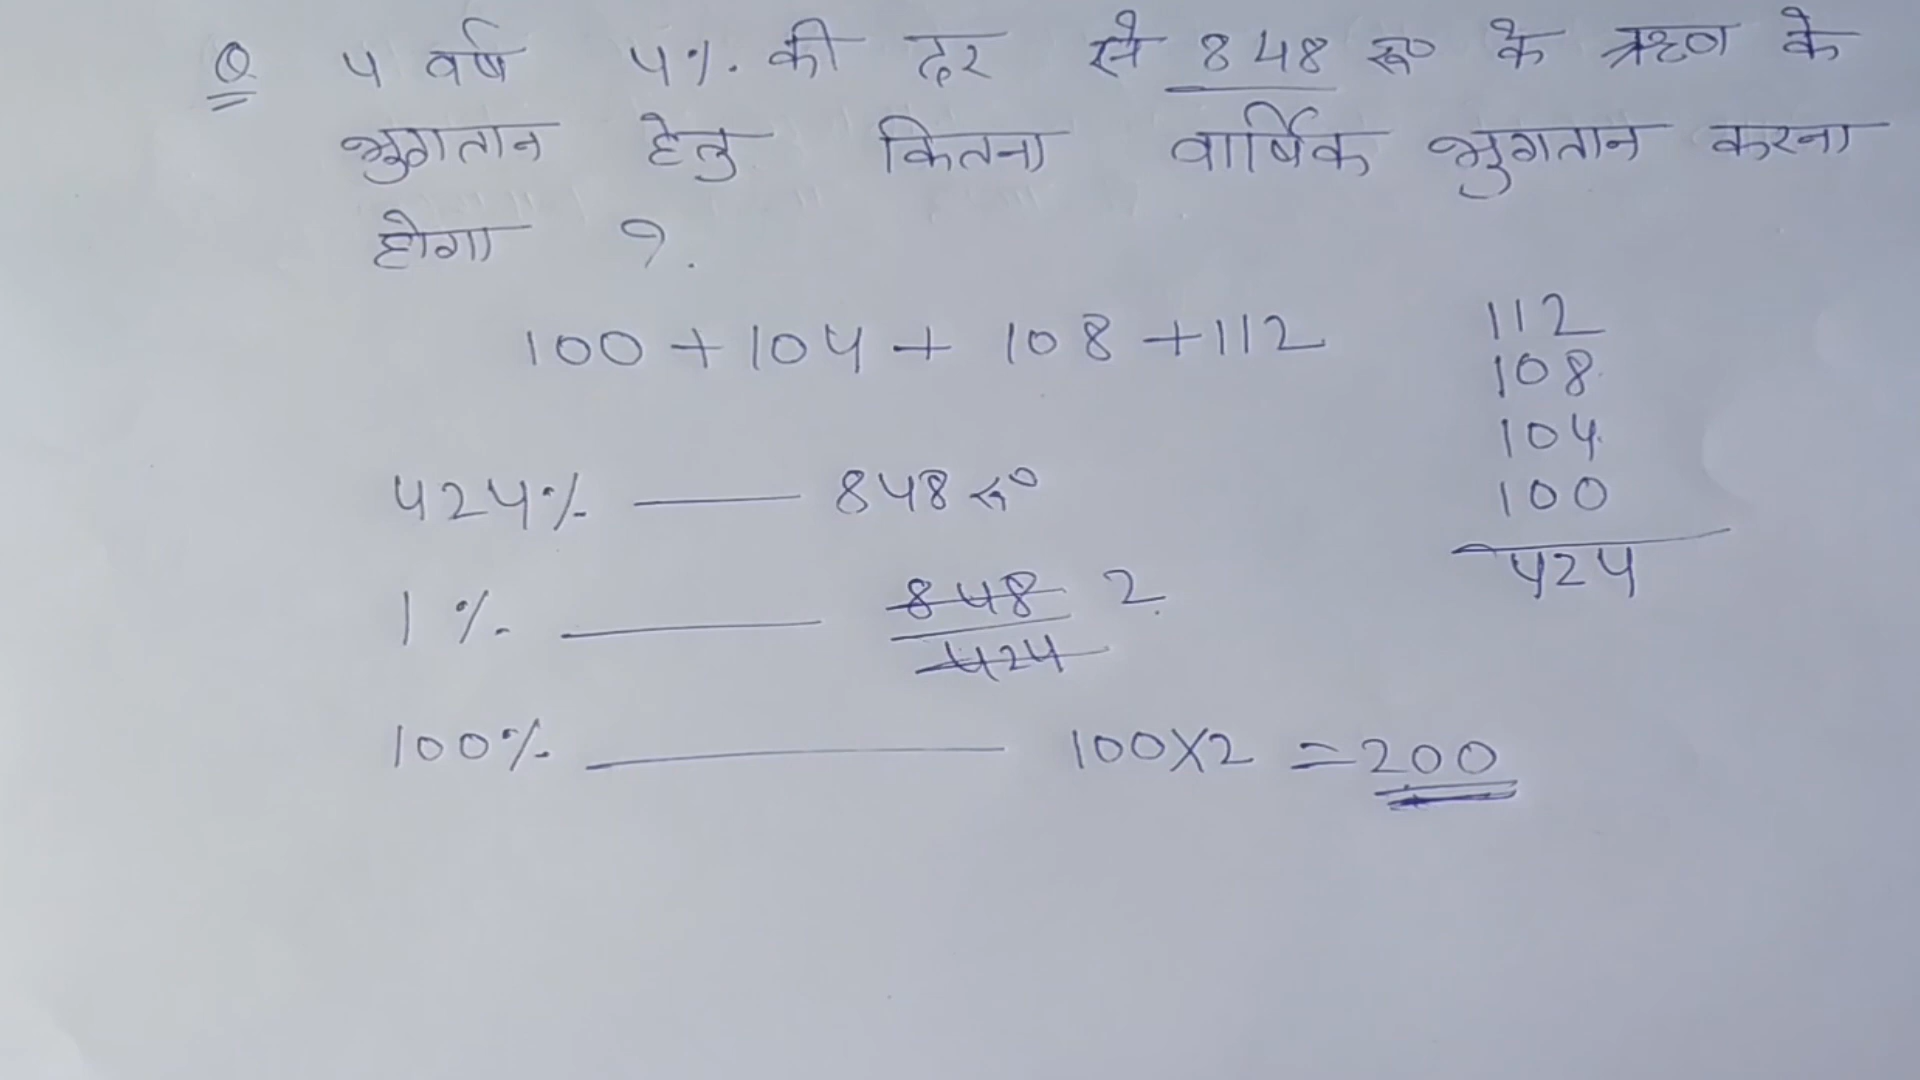 Q 4 वर्ष 4% की दर से 848 रू० के ऋण के
भुगतान हेतु कितना वार्षिक भुगतान करना
होगा ?.
100 + 104 + 108 + 112
112
108
104
100
424
424% — 848 रू०
1% — 848/424 2
100% — 100×2 = 200